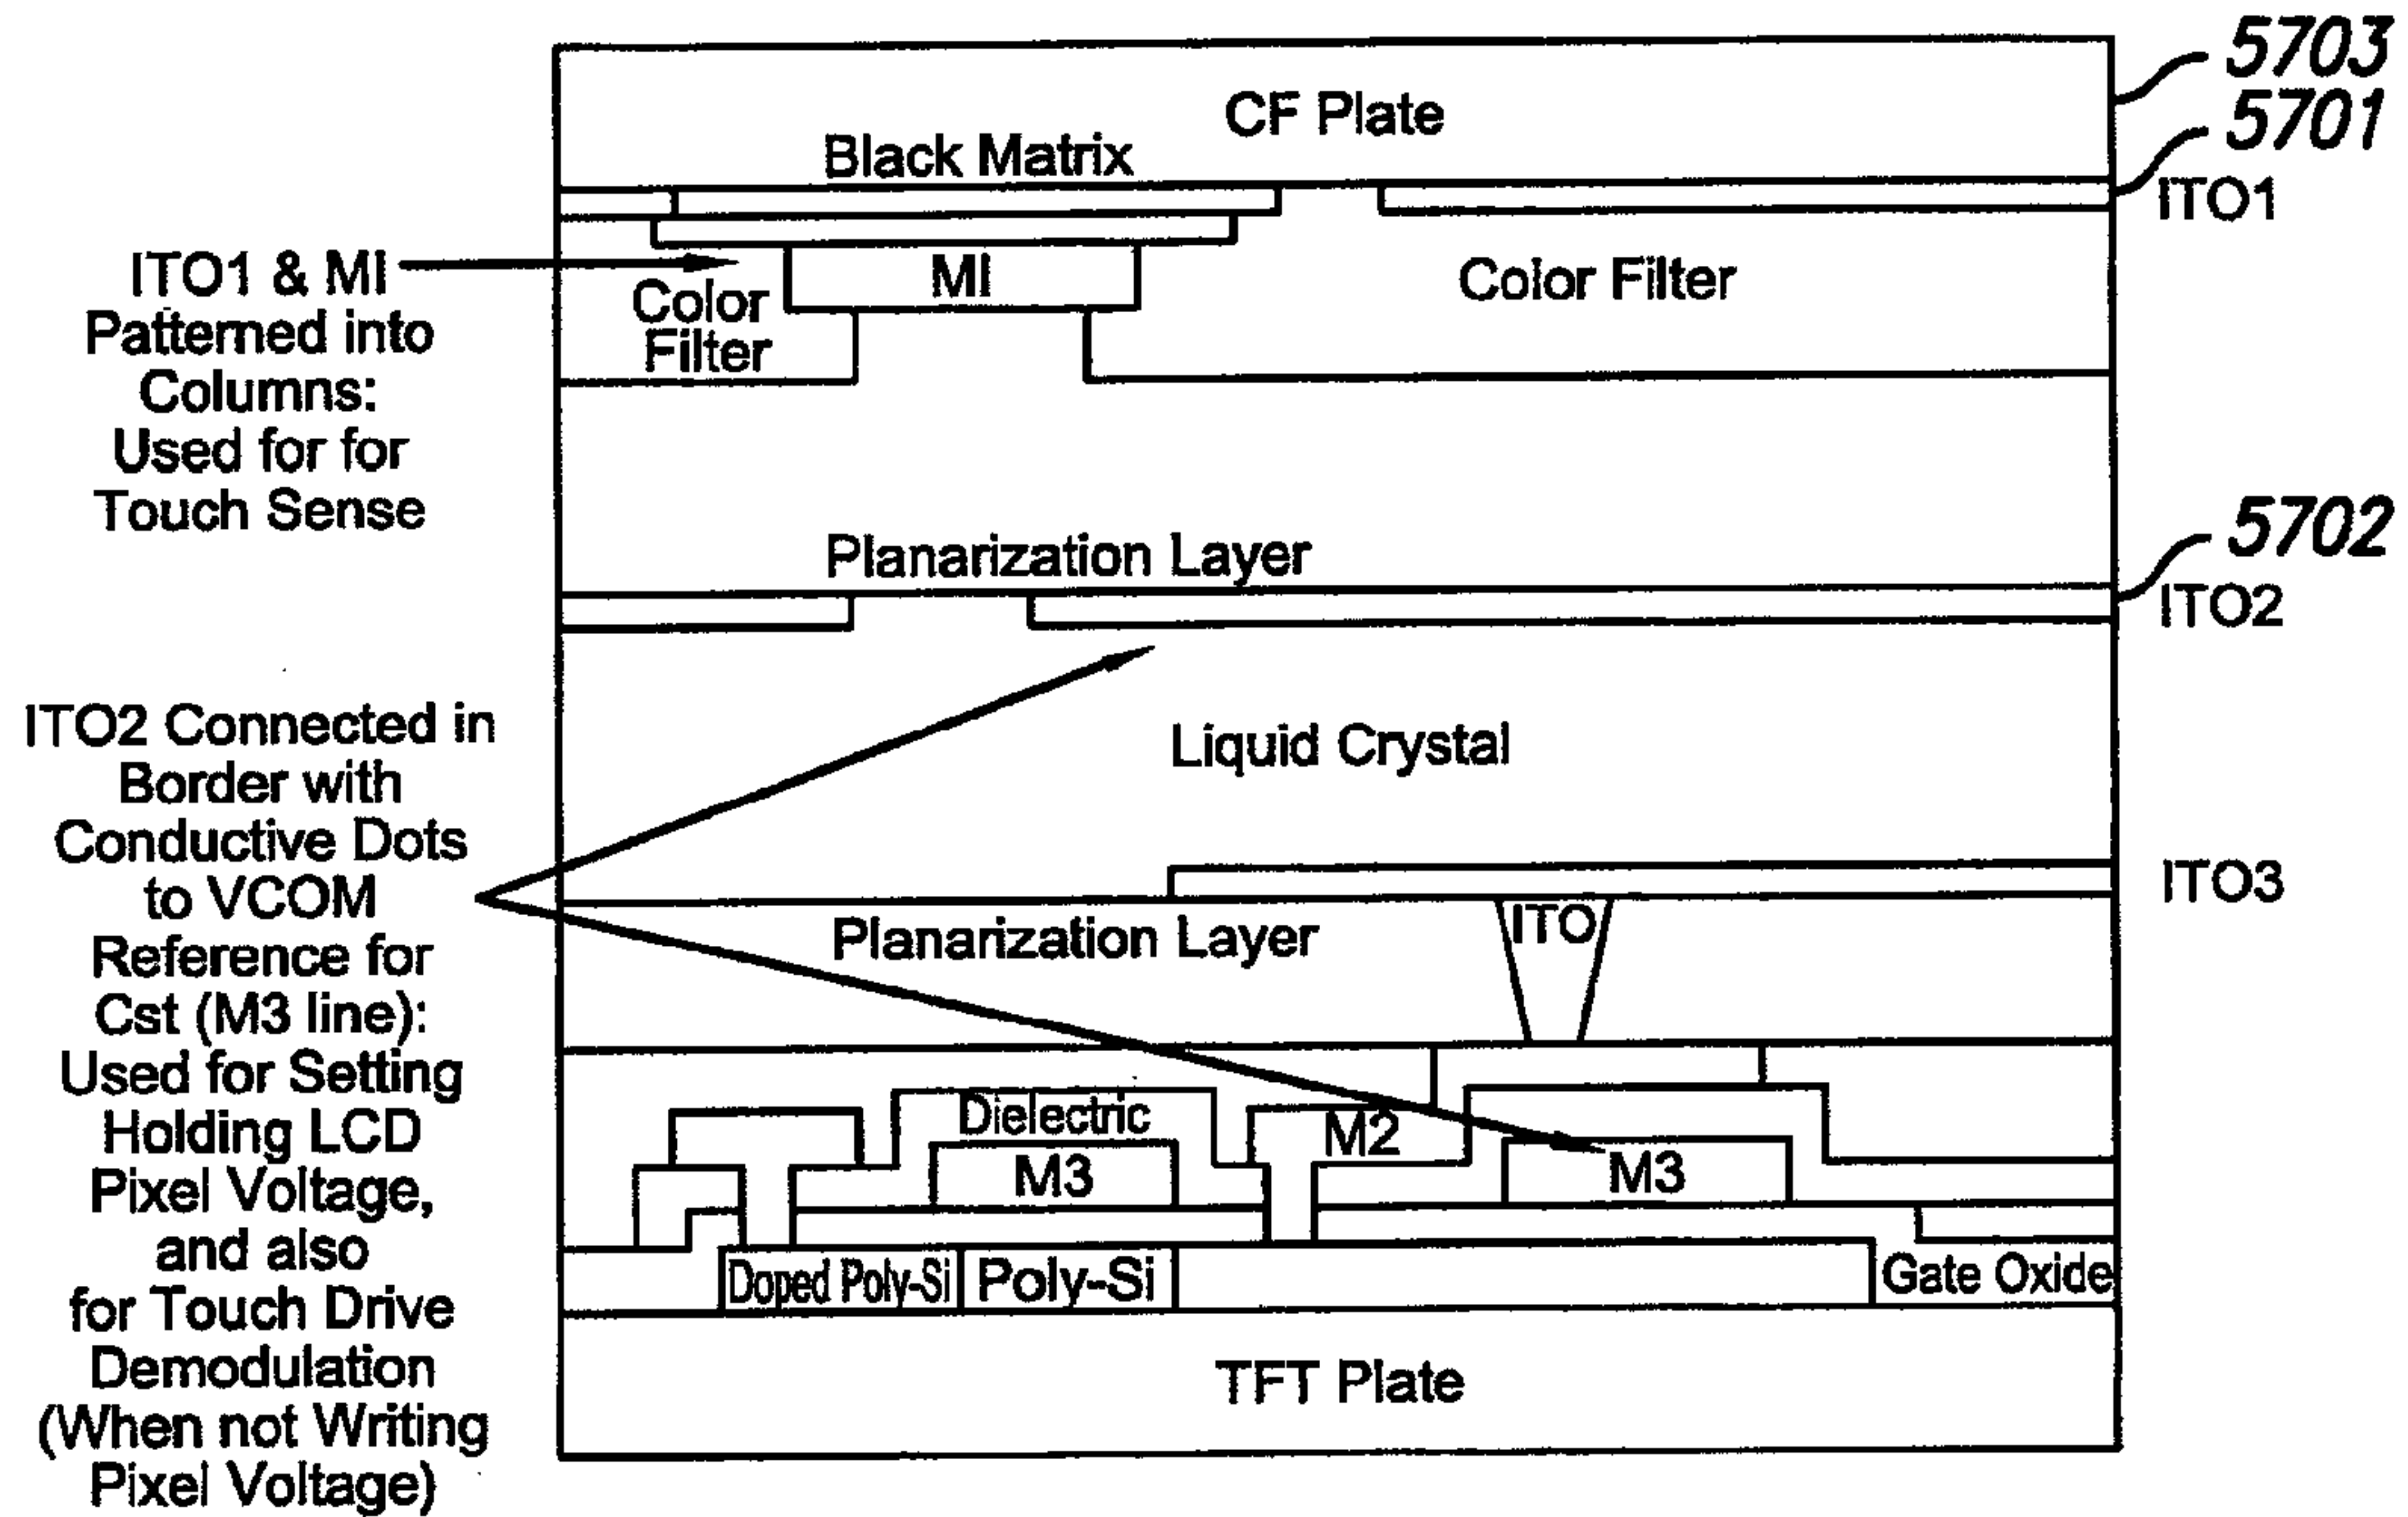 5703
CF Plate
5701
Black Matrix
ITO1
ITO1 & MI
Patterned into
Columns:
Used for for
Touch Sense
MI
Color
Filter
Color Filter
5702
Planarization Layer
ITO2
ITO2 Connected in
Border with
Conductive Dots
to VCOM
Reference for
Cst (M3 line):
Used for Setting
Holding LCD
Pixel Voltage,
and also
for Touch Drive
Demodulation
(When not Writing
Pixel Voltage)
Liquid Crystal
ITO3
ITO
Planarization Layer
Dielectric
M2
M3
M3
Doped Poly-Si
Poly-Si
Gate Oxide
TFT Plate